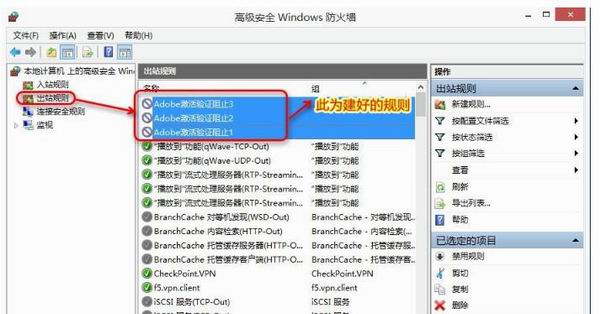 高级安全 Windows 防火墙
文件(F) 操作(A) 查看(V) 帮助(H)
本地计算机 上的高级安全 Wind
入站规则
出站规则
连接安全规则
监视
出站规则
名称 组
Adobe激活验证阻止3
Adobe激活验证阻止2
Adobe激活验证阻止1
此为建好的规则
"播放到"功能(qWave-TCP-Out) "播放到"功能
"播放到"功能(qWave-UDP-Out) "播放到"功能
"播放到"流式处理服务器(RTP-Streamin... "播放到"功能
"播放到"流式处理服务器(RTP-Streamin... "播放到"功能
"播放到"流式处理服务器(RTP-Streamin... "播放到"功能
BranchCache 对等机发现(WSD-Out) BranchCache - 对等机发现...
BranchCache 内容检索(HTTP-Out) BranchCache - 内容检索(...
BranchCache 托管缓存服务器(HTTP-O... BranchCache - 托管缓存服...
BranchCache 托管缓存客户端(HTTP-O... BranchCache - 托管缓存客...
CheckPoint.VPN CheckPoint.VPN
f5.vpn.client f5.vpn.client
iSCSI 服务(TCP-Out) iSCSI 服务
操作
出站规则
新建规则...
按配置文件筛选
按状态筛选
按组筛选
查看
刷新
导出列表...
帮助
已选定的项目
禁用规则
剪切
复制
删除